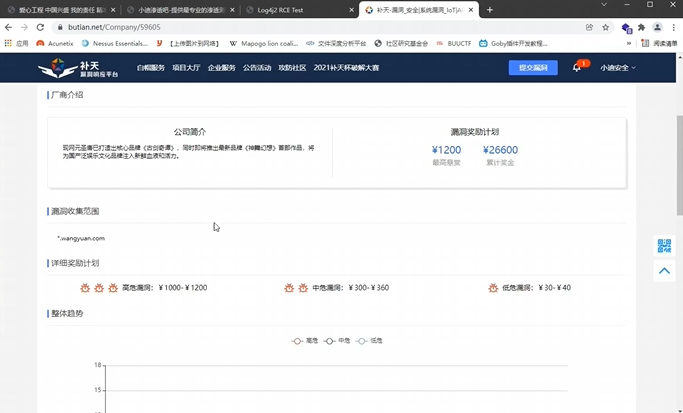 爱心工程 中国兴盛 我的责任
小迪渗透吧-提供最专业的渗透
Log4j2 RCE Test
补天-漏洞_安全|系统漏洞_IoT|A
butian.net/Company/59605
应用
Acunetix
Nessus Essentials...
【上传图片到网络】
Mapogo lion coalit...
文件深度分析平台
社区研究基金会
BUUCTF
Goby插件开发教程...
阅读清单
补天
漏洞响应平台
白帽服务
项目大厅
企业服务
公告活动
攻防社区
2021补天杯破解大赛
提交漏洞
1
小迪安全
厂商介绍
公司简介
现网元圣唐已打造出核心品牌《古剑奇谭》，同时即将推出最新品牌《神舞幻想》首部作品，将
为国产泛娱乐文化品牌注入新鲜血液和活力。
漏洞奖励计划
¥1200
¥26600
最高悬赏
累计奖金
漏洞收集范围
*.wangyuan.com
详细奖励计划
高危漏洞：￥1000-￥1200
中危漏洞：￥300-￥360
低危漏洞：￥30-￥40
整体趋势
高危
中危
低危
18
15